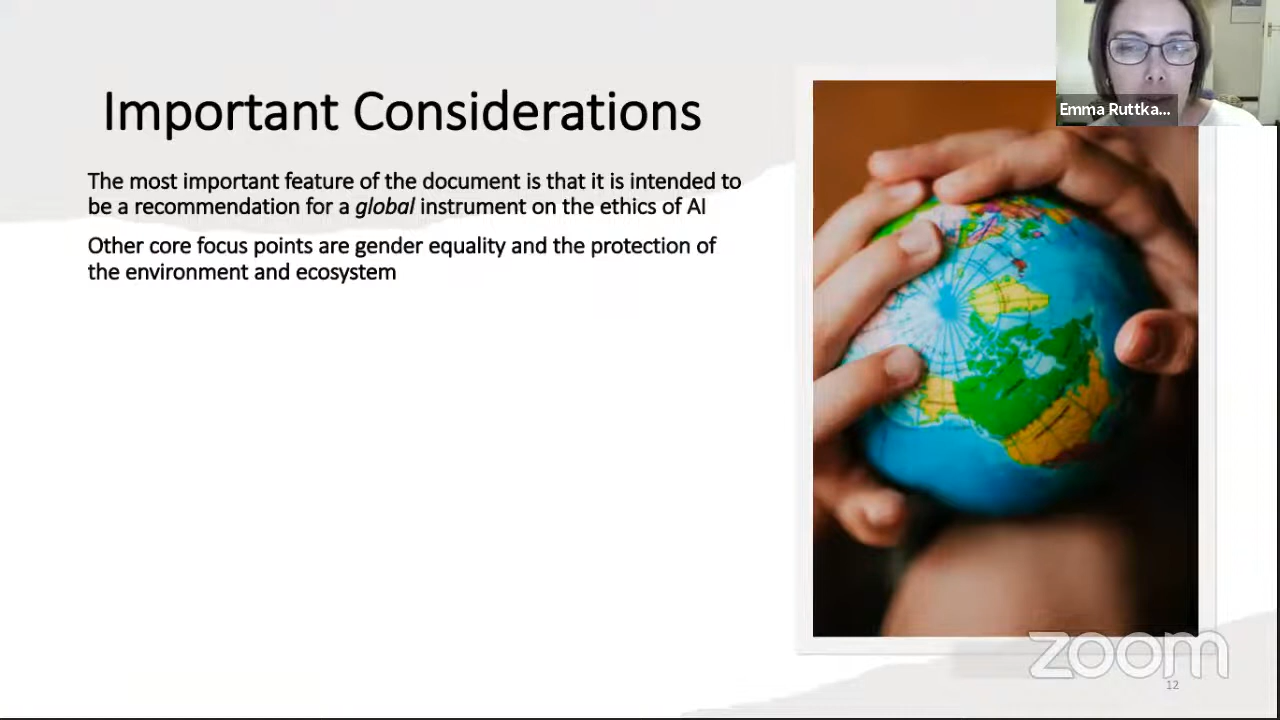 Important Considerations
The most important feature of the document is that it is intended to
be a recommendation for a global instrument on the ethics of AI
Other core focus points are gender equality and the protection of
the environment and ecosystem
Emma Ruttka...
zoom
12